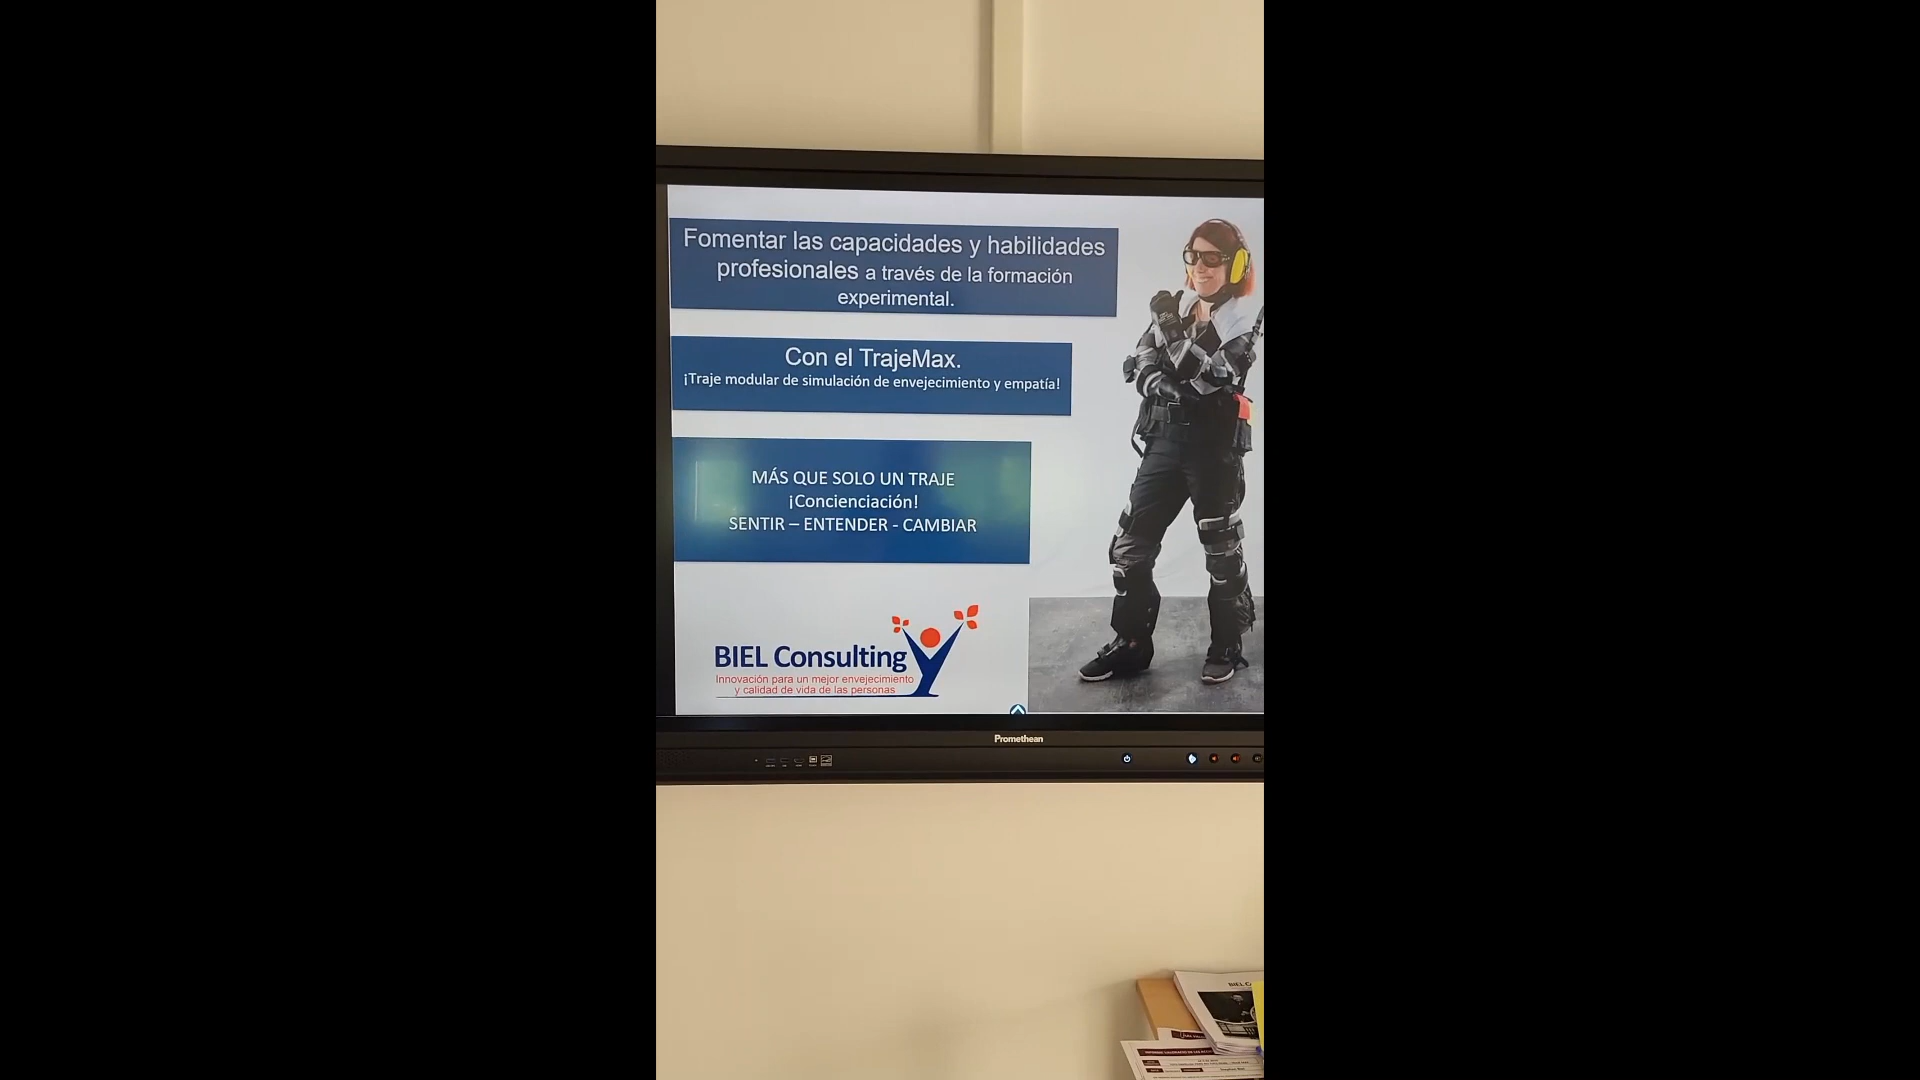 Fomentar las capacidades y habilidades
profesionales a través de la formación
experimental.
Con el TrajeMax.
¡Traje modular de simulación de envejecimiento y empatía!
MÁS QUE SOLO UN TRAJE
¡Concienciación!
SENTIR – ENTENDER - CAMBIAR
BIEL Consulting
Innovación para un mejor envejecimiento
y calidad de vida de las personas
Promethean
BIEL